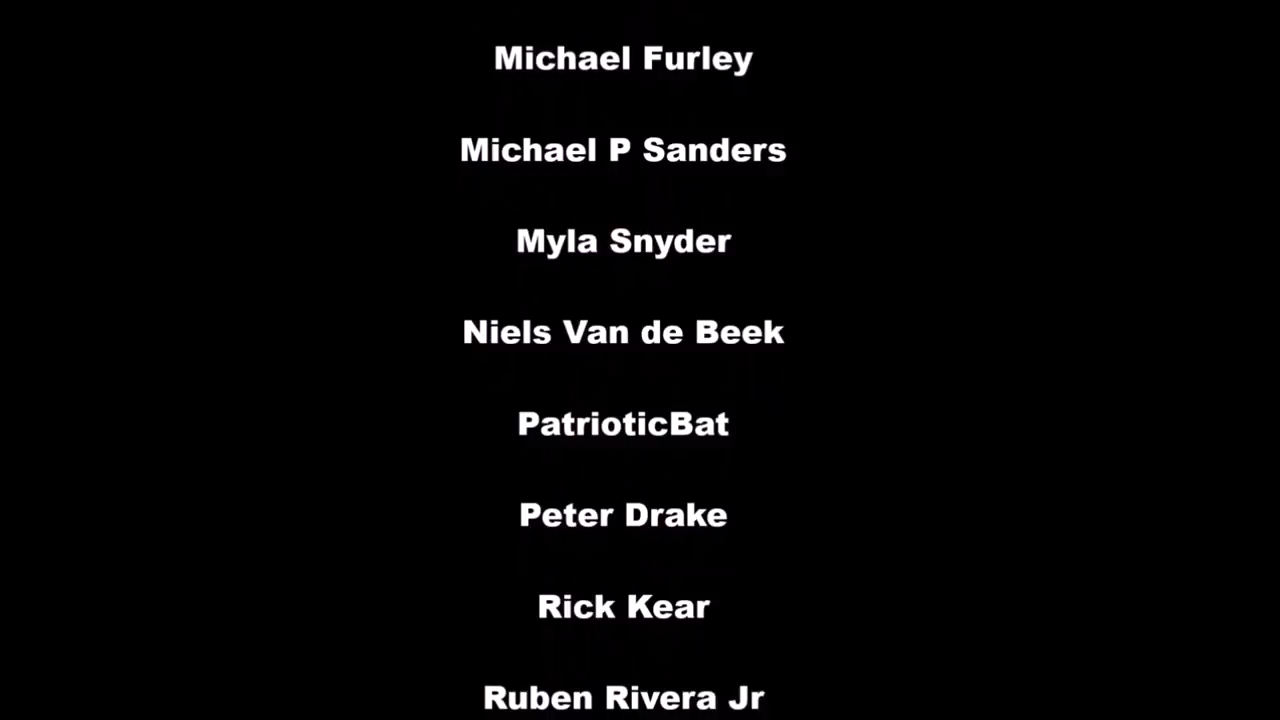 Michael Furley
Michael P Sanders
Myla Snyder
Niels Van de Beek
PatrioticBat
Peter Drake
Rick Kear
Ruben Rivera Jr